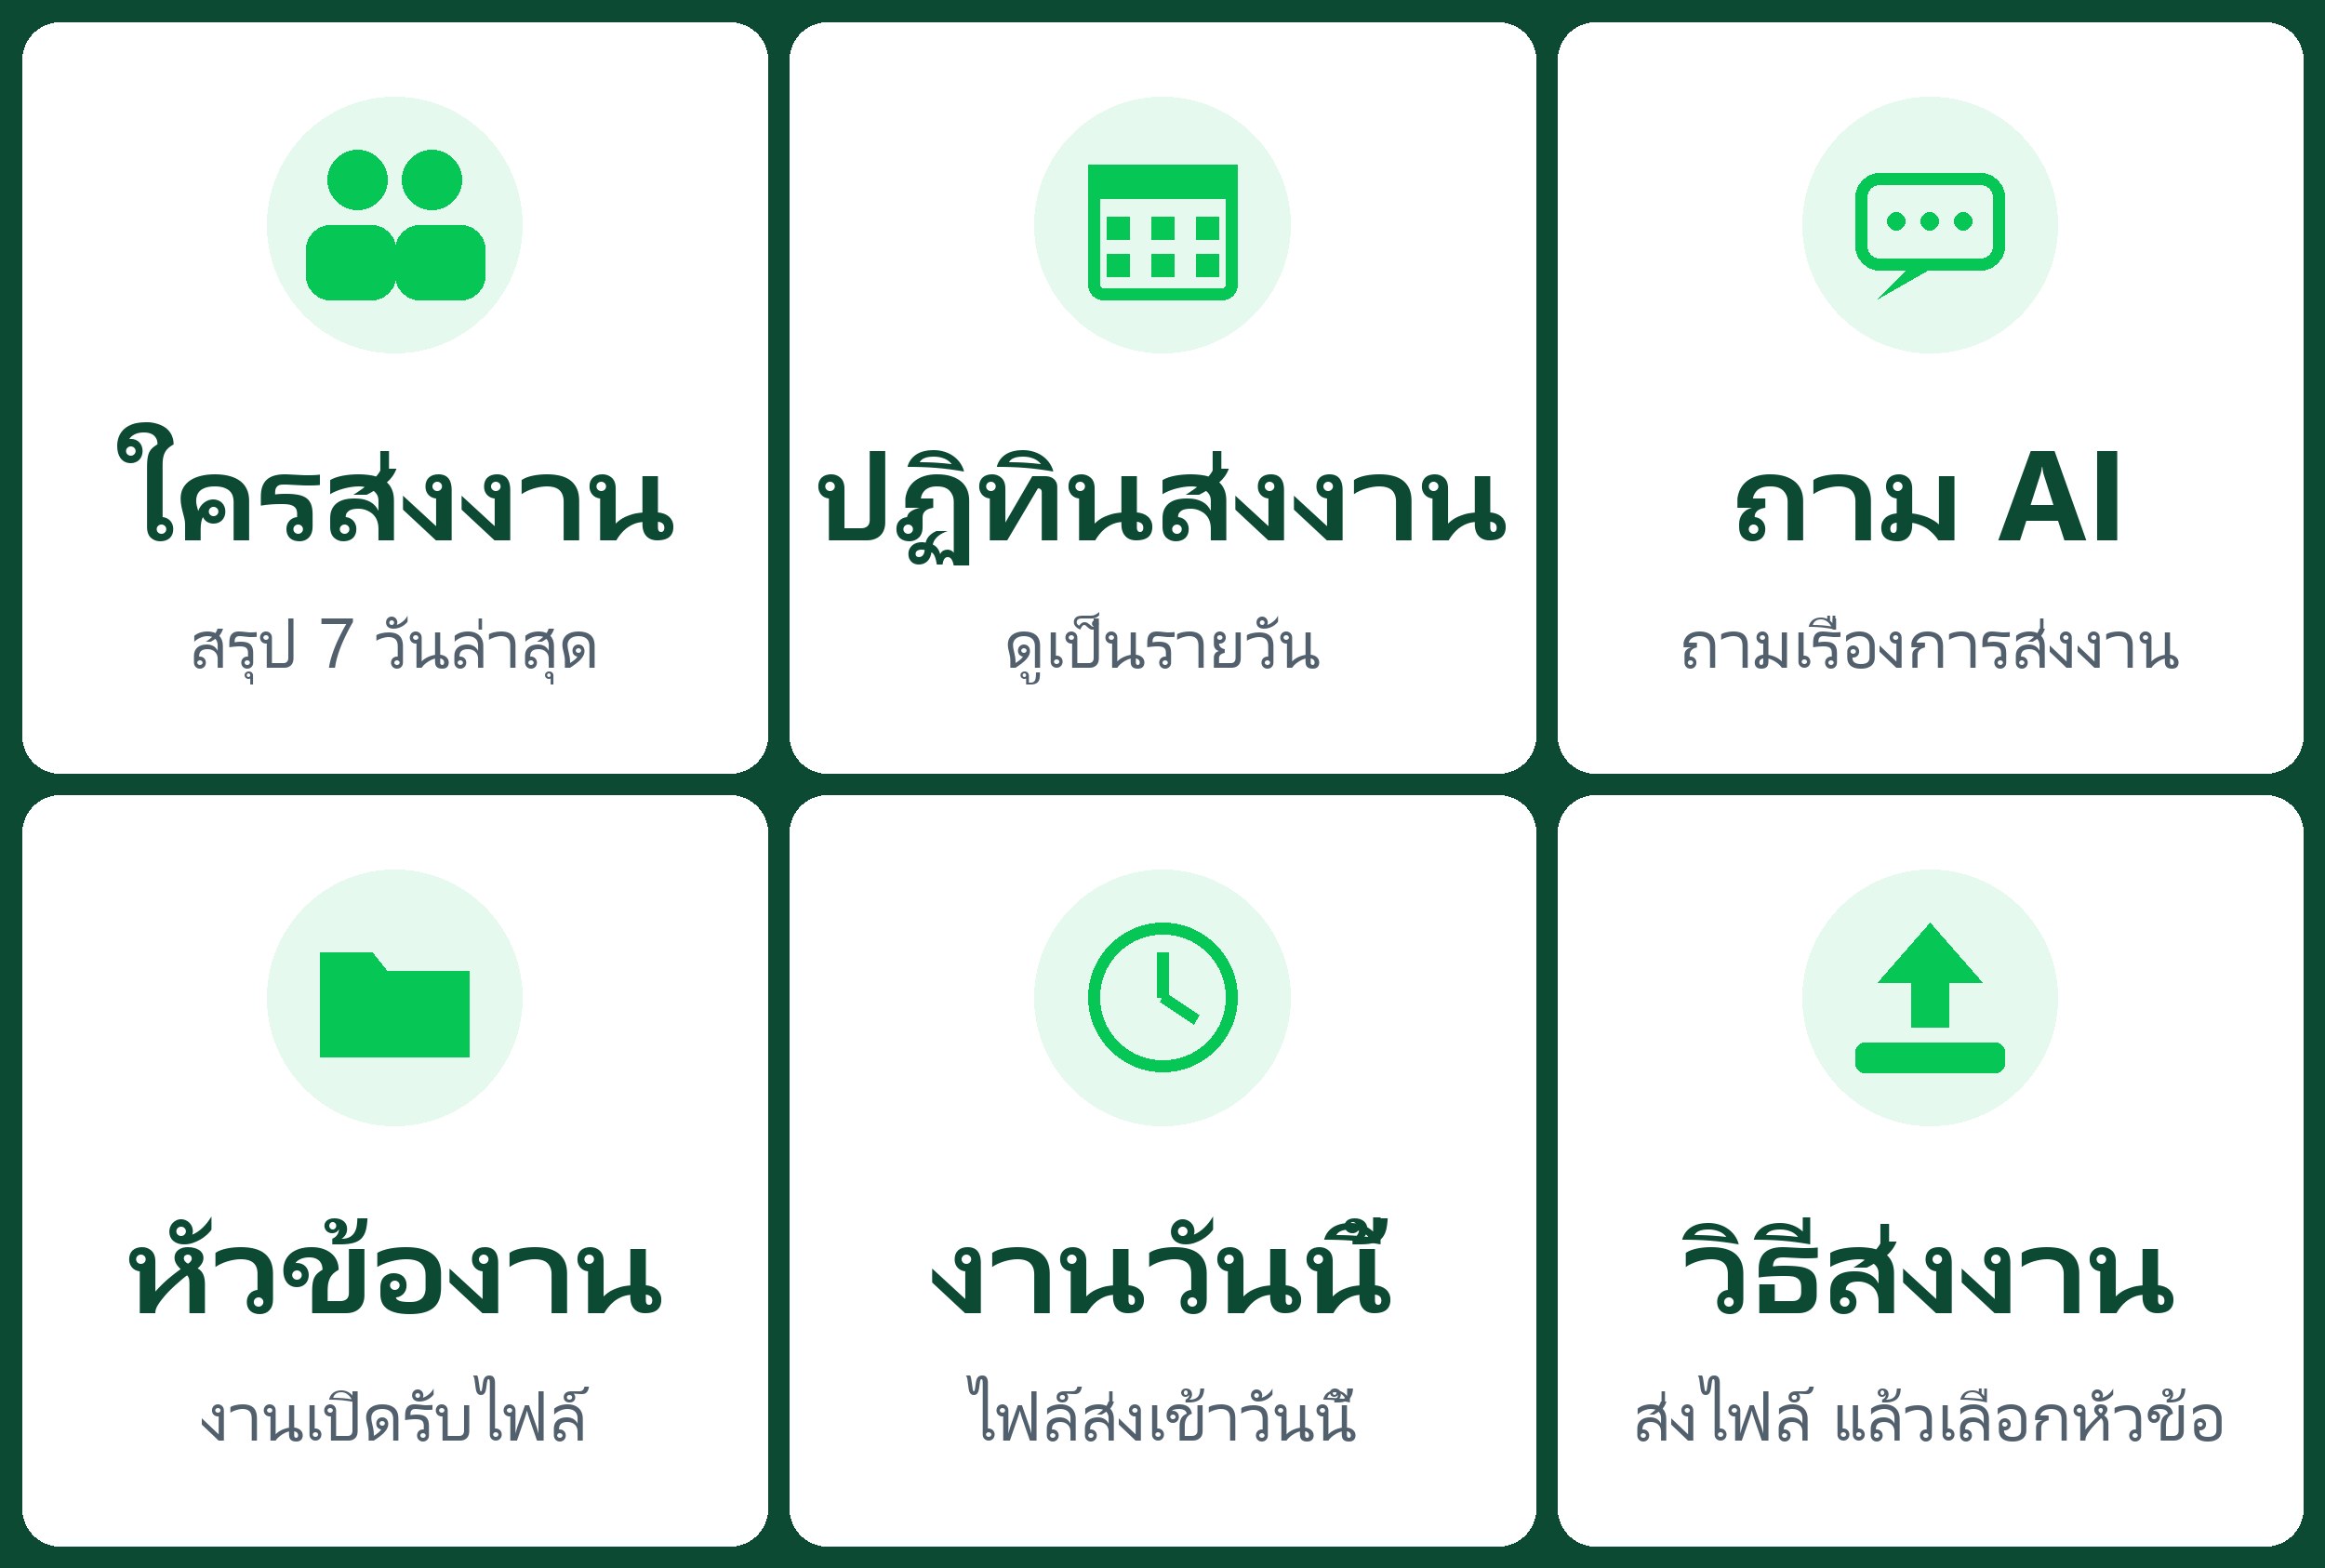 ใครส่งงาน
สรุป 7 วันล่าสุด
ปฏิทินส่งงาน
ดูเป็นรายวัน
ถาม AI
ถามเรื่องการส่งงาน
หัวข้องาน
งานเปิดรับไฟล์
งานวันนี้
ไฟล์ส่งเข้าวันนี้
วิธีส่งงาน
ส่งไฟล์ แล้วเลือกหัวข้อ